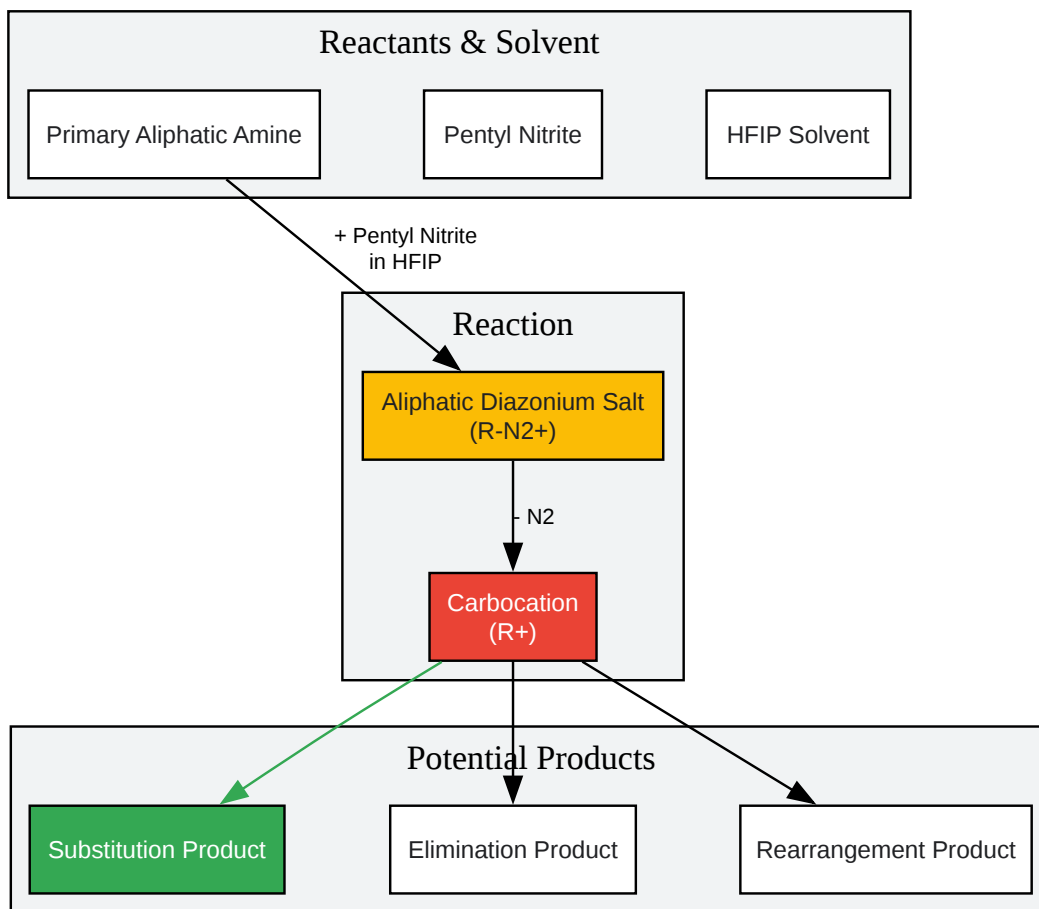 Reactants & Solvent
Primary Aliphatic Amine
Pentyl Nitrite
HFIP Solvent
+ Pentyl Nitrite
in HFIP
Reaction
Aliphatic Diazonium Salt
(R-N2+)
- N2
Carbocation
(R+)
Potential Products
Substitution Product
Elimination Product
Rearrangement Product